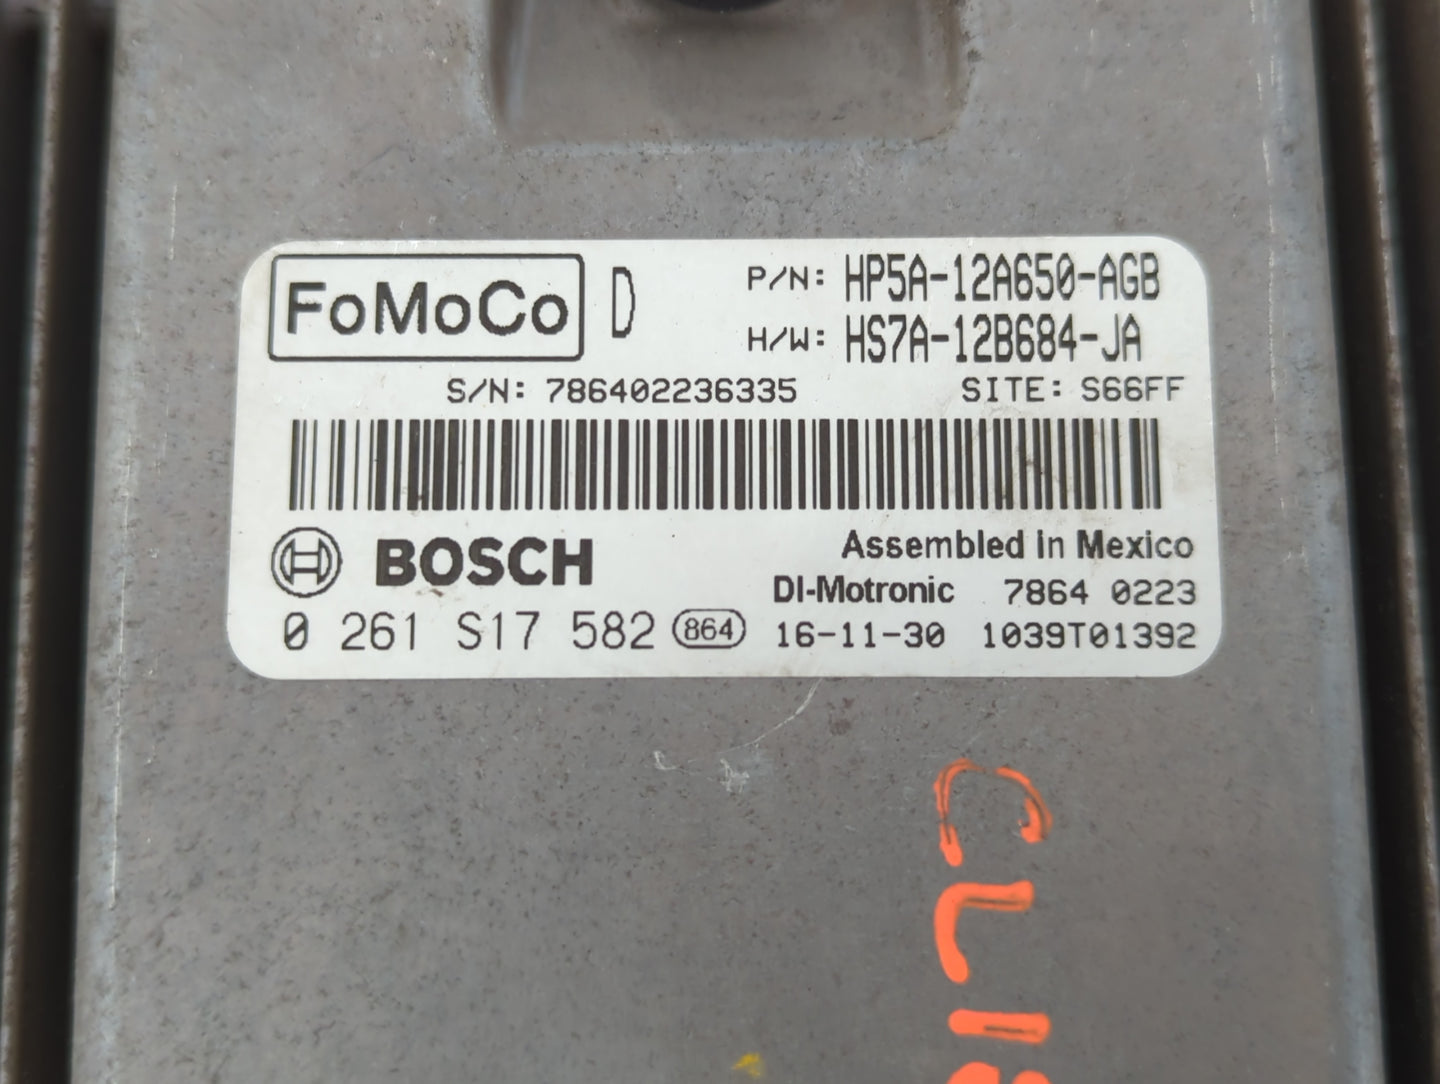 FoMoCo D P/N: HP5A-12A650-AGB
H/W: HS7A-12B684-JA
S/N: 786402236335 SITE: S66FF
BOSCH Assembled in Mexico
DI-Motronic 7864 0223
0 261 S17 582 864 16-11-30 1039T01392
CLI